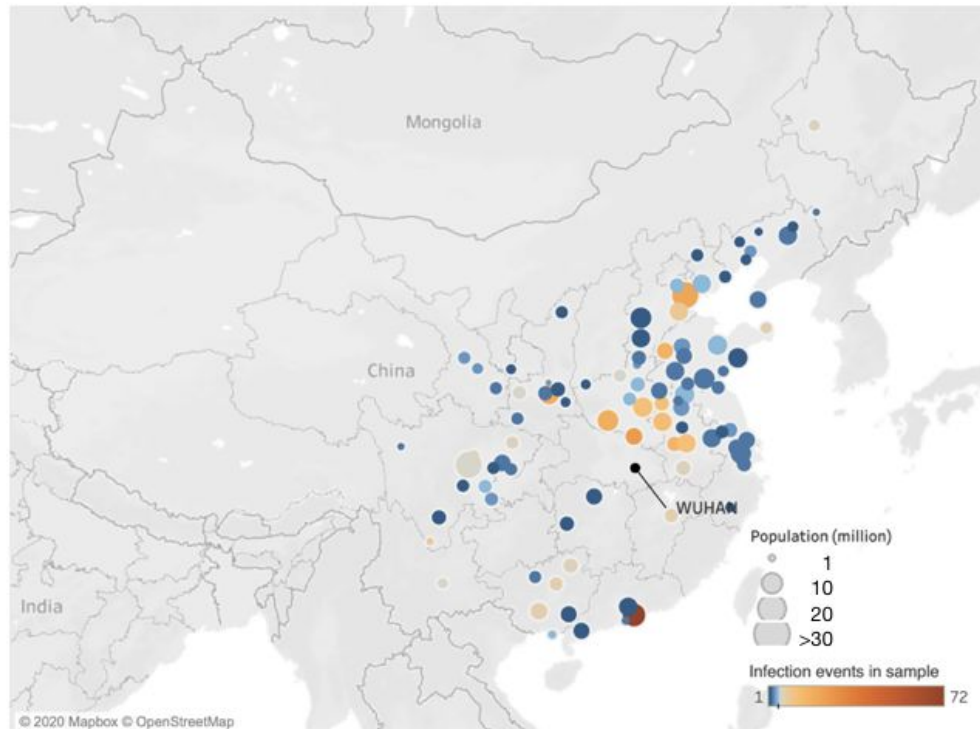 Mongolia
China
WUHAN
India
Population (million)
1
10
20
>30
Infection events in sample
1 72
© 2020 Mapbox © OpenStreetMap